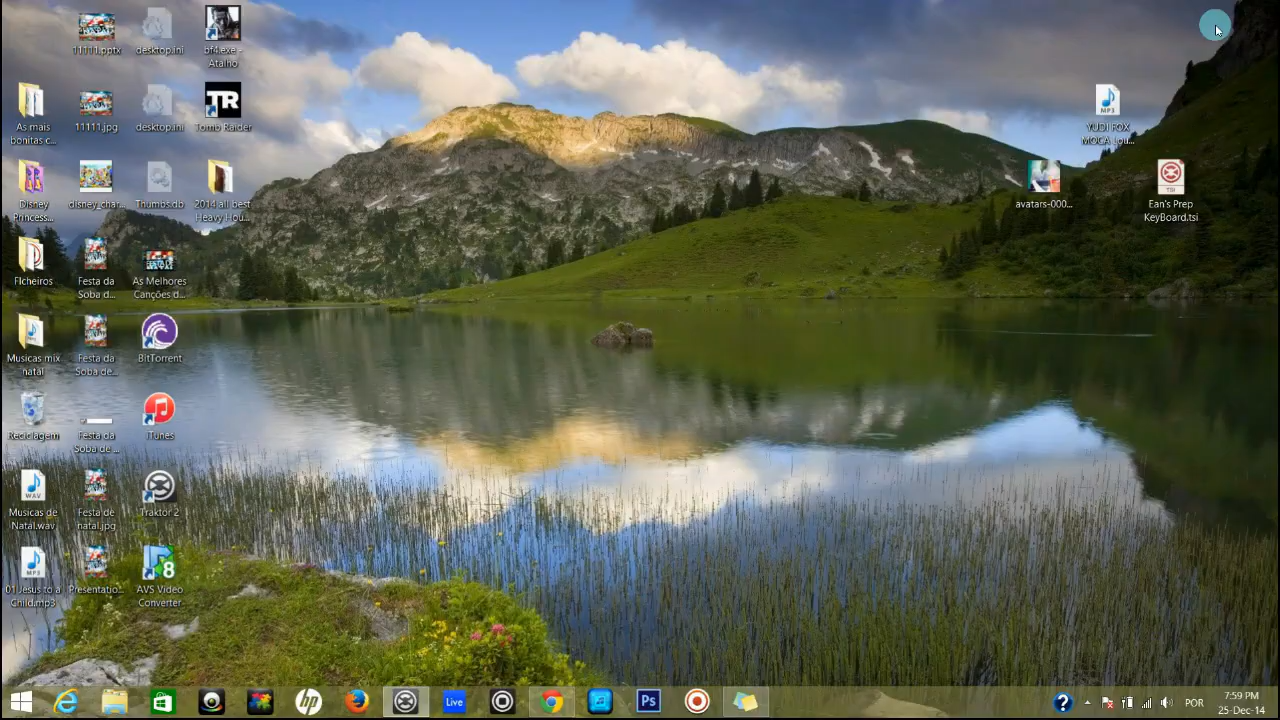 11111.pptx
desktop.ini
bf4.exe -
Atalho
As mais
bonitas c...
11111.jpg
desktop.ini
TR
Tomb Raider
Disney
Princess...
disney_char...
Thumbs.db
2014 all best
Heavy Hou...
FIcheiros
Festa da
Soba d...
As Melhores
Canções d...
Musicas mix
natal
Festa da
Soba de...
BitTorrent
Reciclagem
Festa da
Soba de ...
iTunes
WAV
Musicas de
Natal.wav
Festa de
natal.jpg
Traktor 2
MP3
01 Jesus to a
Child.mp3
Presentatio...
8
AVS Video
Converter
MP3
YUDI FOX
MOCA Lou...
avatars-000...
TSI
Ean's Prep
KeyBoard.tsi
hp
Live
Ps
?
POR
7:59 PM
25-Dec-14